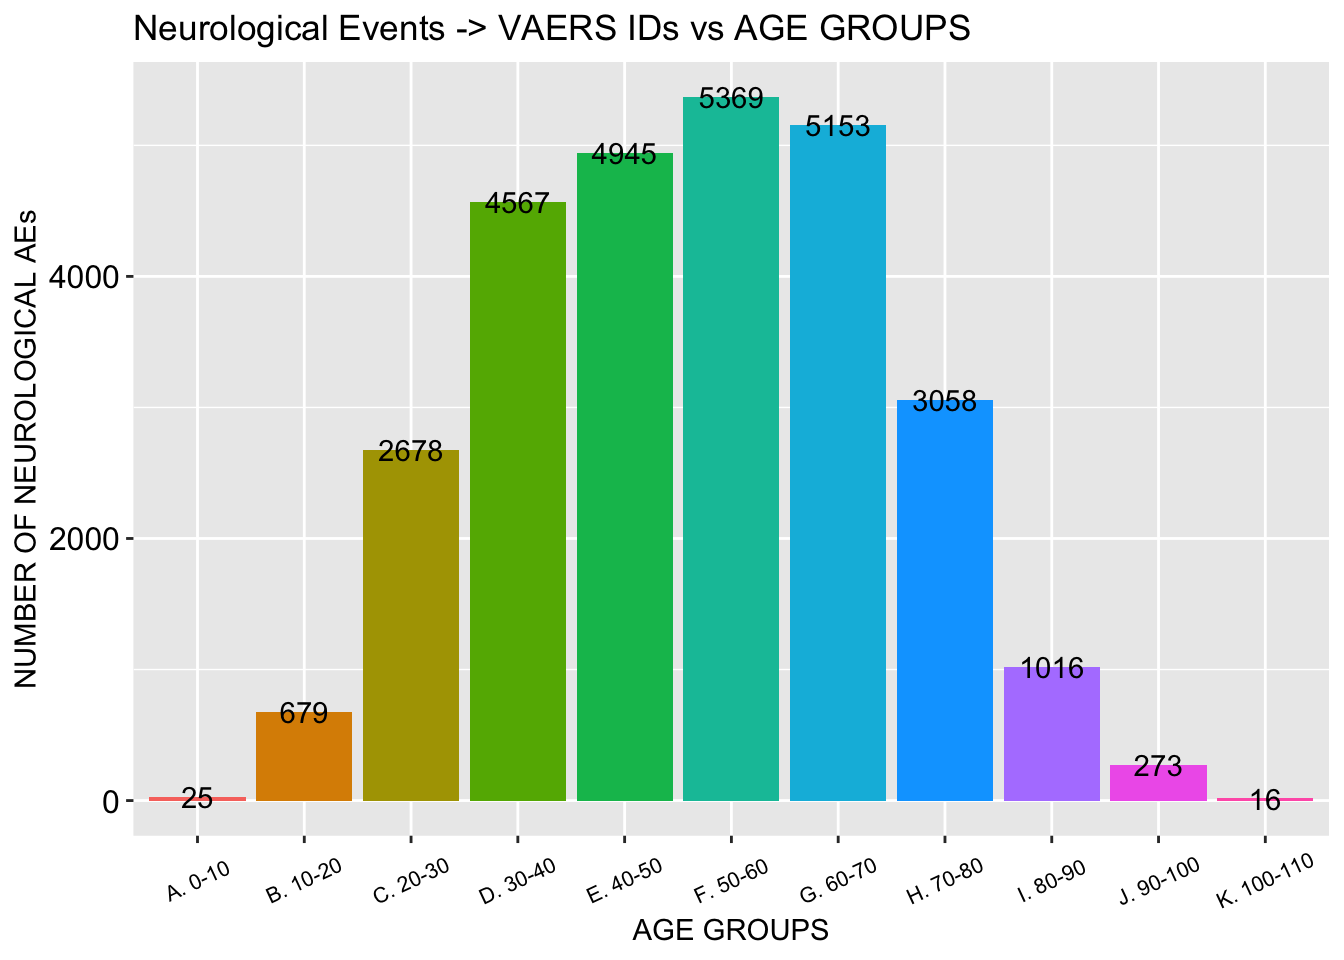 Neurological Events -> VAERS IDs vs AGE GROUPS
NUMBER OF NEUROLOGICAL AEs
4000
2000
0
25
679
2678
4567
4945
5369
5153
3058
1016
273
16
A. 0-10
B. 10-20
C. 20-30
D. 30-40
E. 40-50
F. 50-60
G. 60-70
H. 70-80
I. 80-90
J. 90-100
K. 100-110
AGE GROUPS